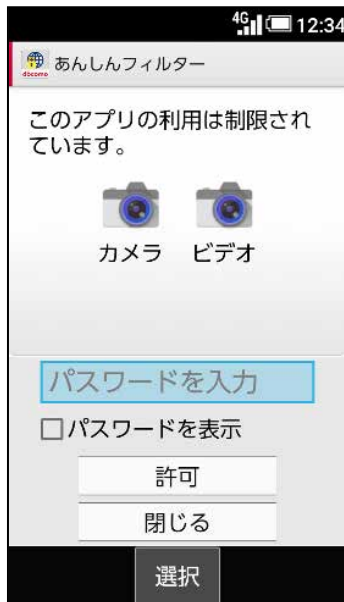 4G 12:34
docomo
あんしんフィルター
このアプリの利用は制限され
ています。
カメラ ビデオ
パスワードを入力
パスワードを表示
許可
閉じる
選択